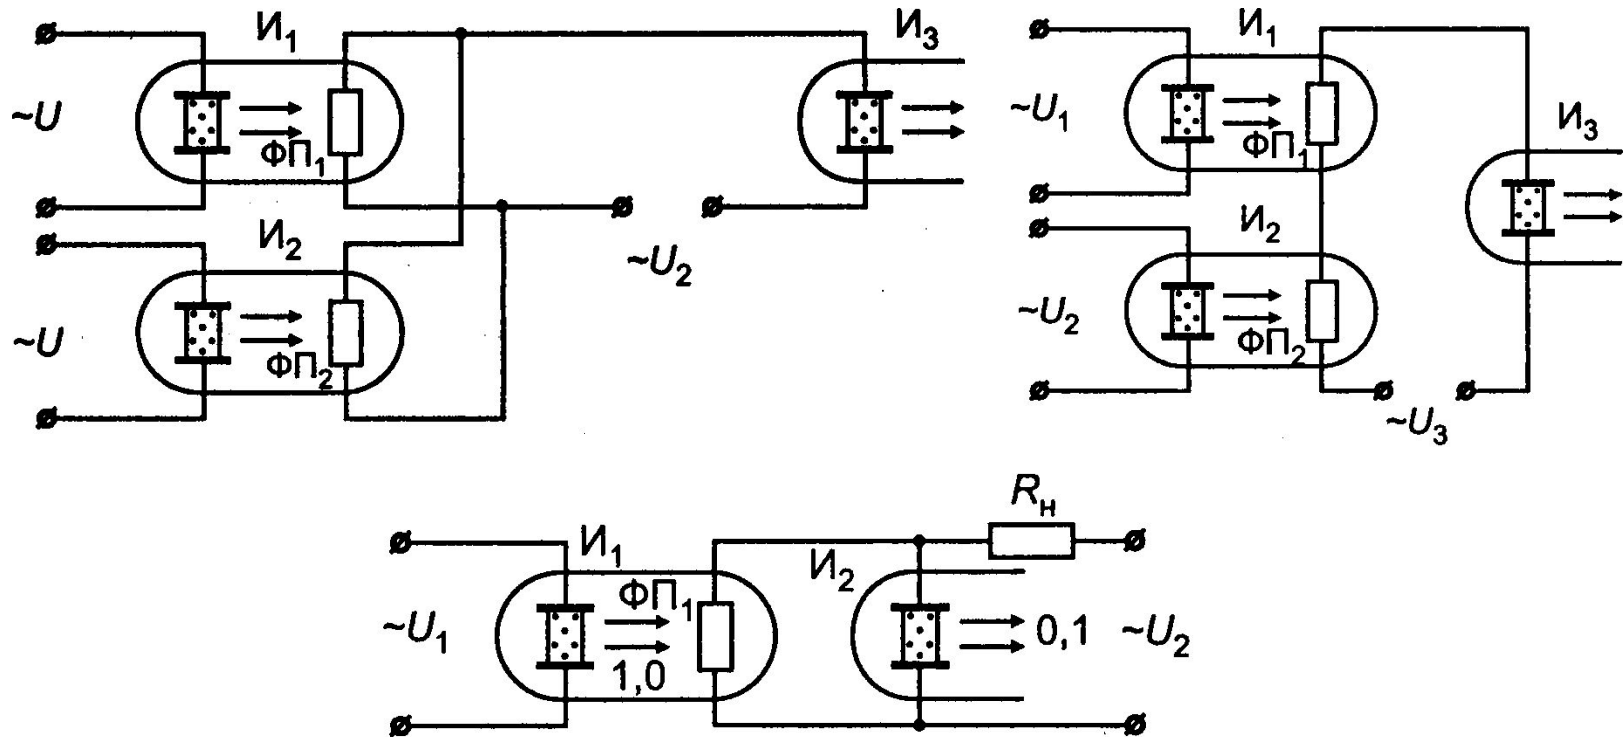 И₁
~U
ФП₁
И₂
~U
ФП₂
~U₂
И₃
И₁
~U₁
ФП₁
И₂
~U₂
ФП₂
И₃
~U₃
И₁
~U₁
ФП₁
1,0
И₂
Rн
0,1
~U₂